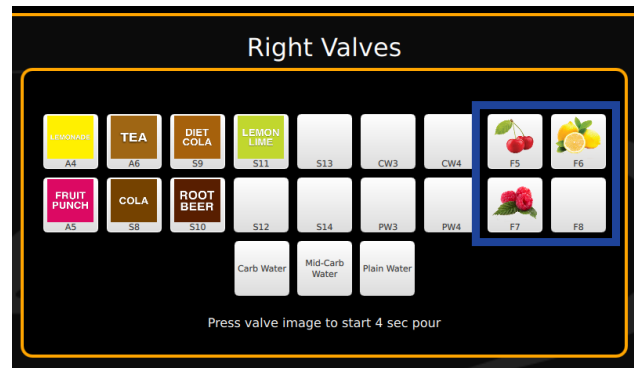 Right Valves
LEMONADE
TEA
DIET
COLA
LEMON
LIME
A4
A6
S9
S11
S13
CW3
CW4
F5
F6
FRUIT
PUNCH
COLA
ROOT
BEER
A5
S8
S10
S12
S14
PW3
PW4
F7
F8
Carb Water
Mid-Carb
Water
Plain Water
Press valve image to start 4 sec pour